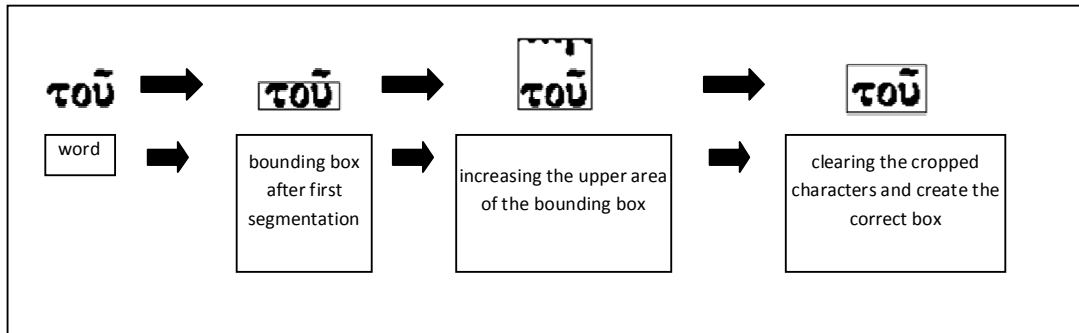 τοῦ τοῦ τοῦ τοῦ
word
bounding box
after first
segmentation
increasing the upper area
of the bounding box
clearing the cropped
characters and create the
correct box